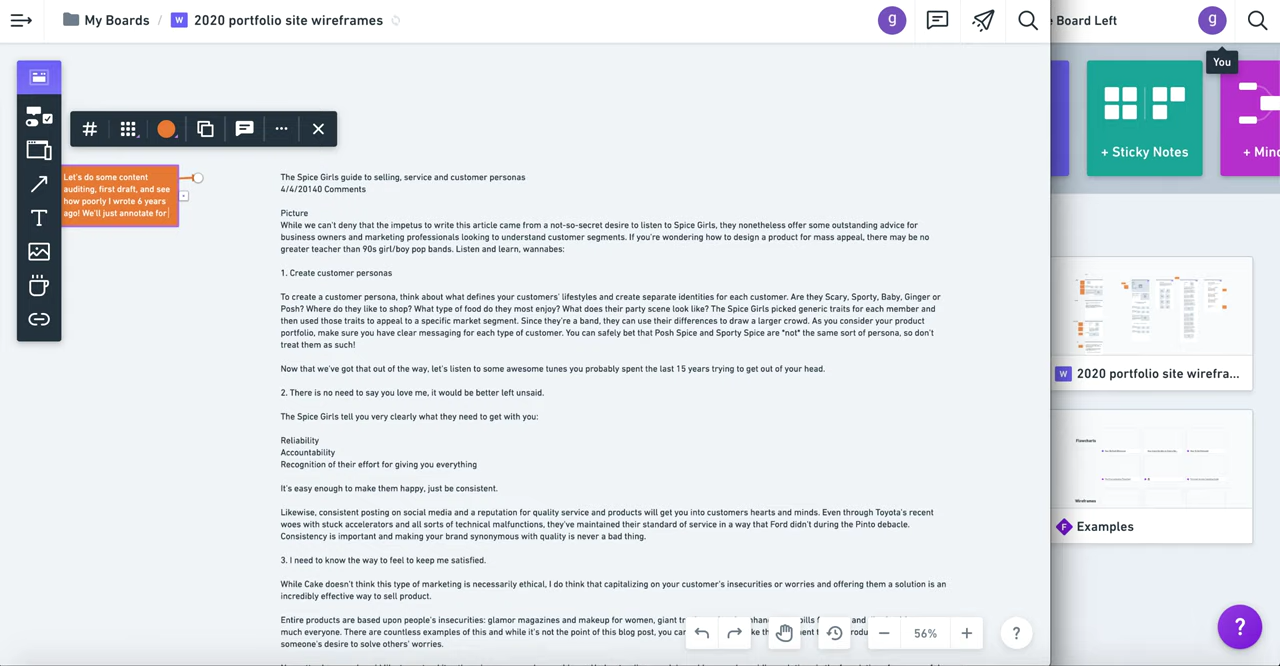 My Boards / W 2020 portfolio site wireframes
g
Board Left
g
You
+ Sticky Notes
+ Mind
Let's do some content
auditing, first draft, and see
how poorly I wrote 6 years
ago! We'll just annotate for
The Spice Girls guide to selling, service and customer personas
4/4/20140 Comments
Picture
While we can't deny that the impetus to write this article came from a not-so-secret desire to listen to Spice Girls, they nonetheless offer some outstanding advice for
business owners and marketing professionals looking to understand customer segments. If you're wondering how to design a product for mass appeal, there may be no
greater teacher than 90s girl/boy pop bands. Listen and learn, wannabes:
1. Create customer personas
To create a customer persona, think about what defines your customers' lifestyles and create separate identities for each customer. Are they Scary, Sporty, Baby, Ginger or
Posh? Where do they like to shop? What type of food do they most enjoy? What does their party scene look like? The Spice Girls picked generic traits for each member and
then used those traits to appeal to a specific market segment. Since they're a band, they can use their differences to draw a larger crowd. As you consider your product
portfolio, make sure you have clear messaging for each type of customer. You can safely bet that Posh Spice and Sporty Spice are *not* the same sort of persona, so don't
treat them as such!
Now that we've got that out of the way, let's listen to some awesome tunes you probably spent the last 15 years trying to get out of your head.
2. There is no need to say you love me, it would be better left unsaid.
The Spice Girls tell you very clearly what they need to get with you:
Reliability
Accountability
Recognition of their effort for giving you everything
It's easy enough to make them happy, just be consistent.
Likewise, consistent posting on social media and a reputation for quality service and products will get you into customers hearts and minds. Even through Toyota's recent
woes with stuck accelerators and all sorts of technical malfunctions, they've maintained their standard of service in a way that Ford didn't during the Pinto debacle.
Consistency is important and making your brand synonymous with quality is never a bad thing.
3. I need to know the way to feel to keep me satisfied.
While Cake doesn't think this type of marketing is necessarily ethical, I do think that capitalizing on your customer's insecurities or worries and offering them a solution is an
incredibly effective way to sell product.
Entire products are based upon people's insecurities: glamor magazines and makeup for women, giant
much everyone. There are countless examples of this and while it's not the point of this blog post, you
someone's desire to solve others' worries.
56%
?
W 2020 portfolio site wirefra...
Flowcharts
Wireframes
F Examples
?